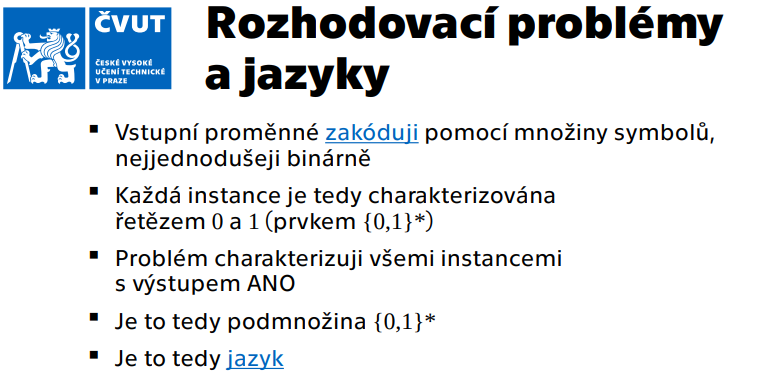 ČVUT
ČESKÉ VYSOKÉ
UČENÍ TECHNICKÉ
V PRAZE
Rozhodovací problémy
a jazyky
▪ Vstupní proměnné zakóduji pomocí množiny symbolů,
nejjednodušeji binárně
▪ Každá instance je tedy charakterizována
řetězem 0 a 1 (prvkem {0,1}*)
▪ Problém charakterizuji všemi instancemi
s výstupem ANO
▪ Je to tedy podmnožina {0,1}*
▪ Je to tedy jazyk